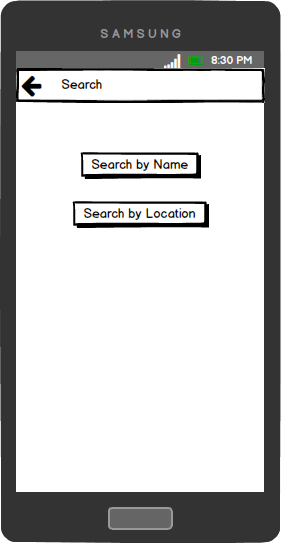 SAMSUNG
8:30 PM
Search
Search by Name
Search by Location